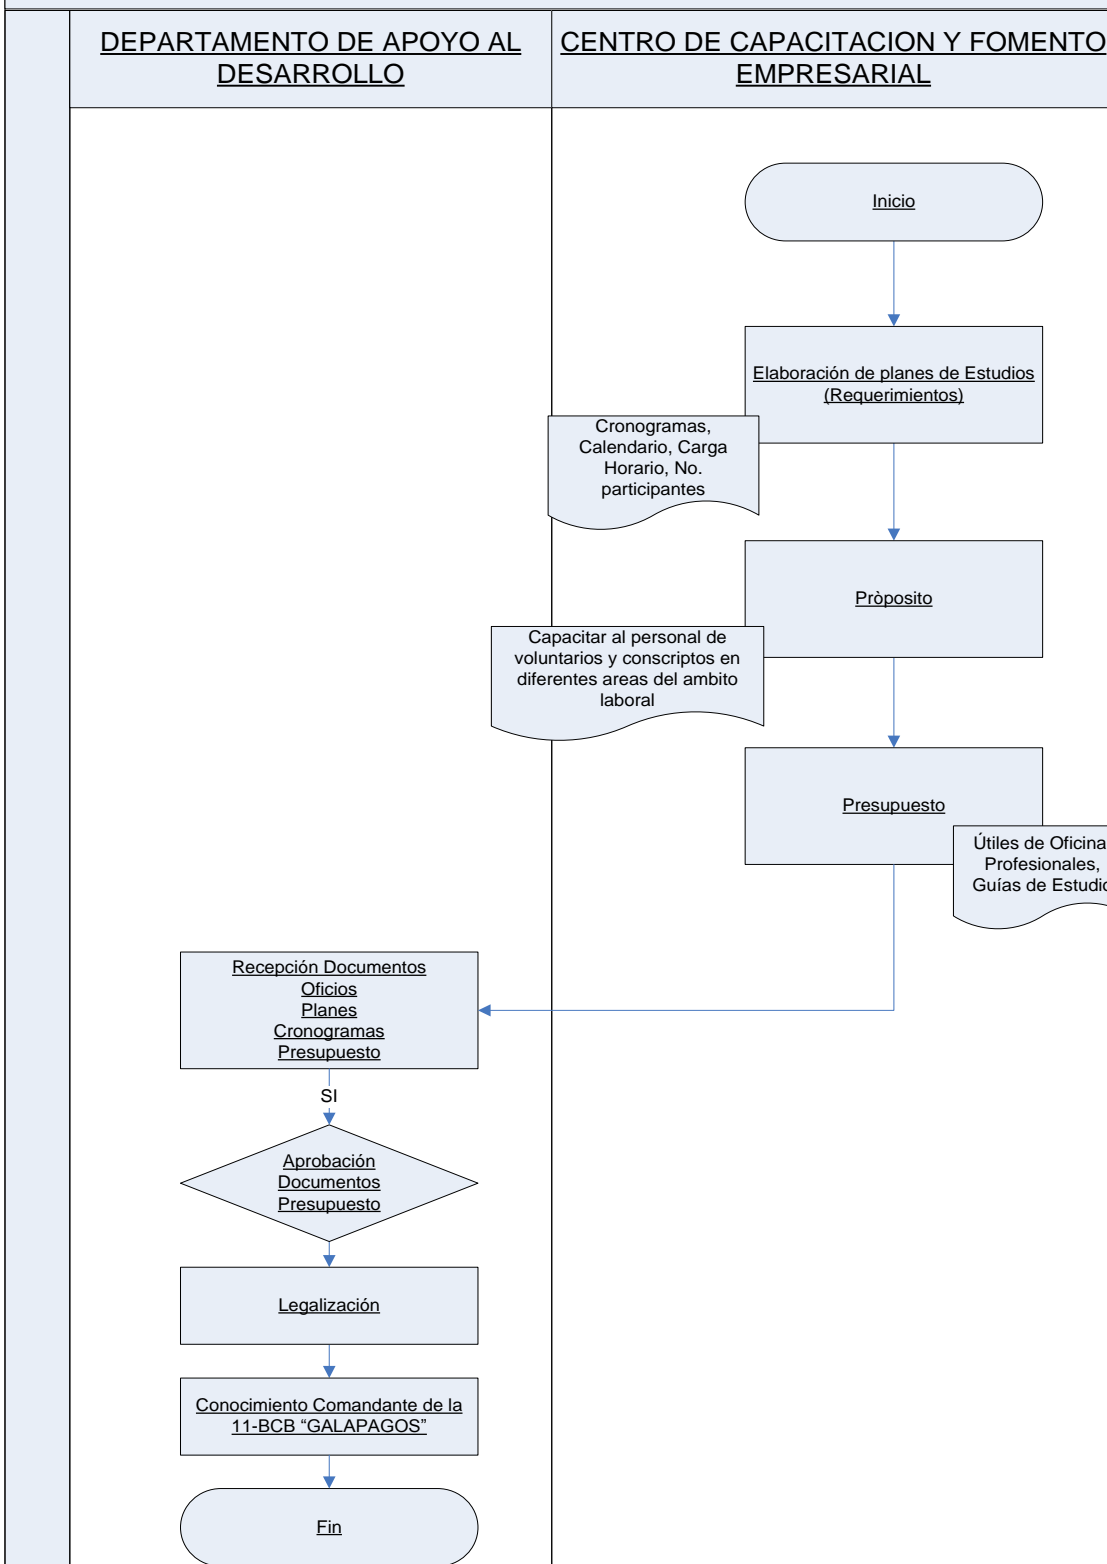 DEPARTAMENTO DE APOYO AL
DESARROLLO
CENTRO DE CAPACITACION Y FOMENTO
EMPRESARIAL
Inicio
Elaboración de planes de Estudios
(Requerimientos)
Cronogramas,
Calendario, Carga
Horario, No.
participantes
Pròposito
Capacitar al personal de
voluntarios y conscriptos en
diferentes areas del ambito
laboral
Presupuesto
Útiles de Oficina
Profesionales,
Guías de
Recepción Documentos
Oficios
Planes
Cronogramas
Presupuesto
SI
Aprobación
Documentos
Presupuesto
Legalización
Conocimiento Comandante de la
11-BCB “GALAPAGOS”
Fin